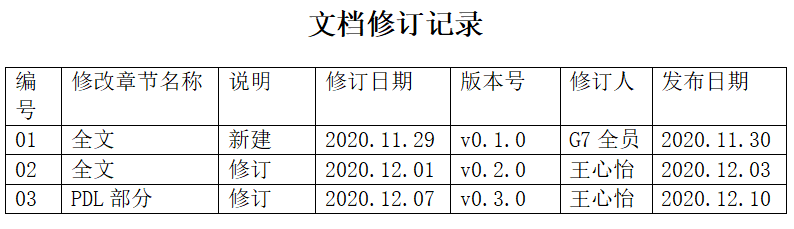 文档修订记录
编号 修改章节名称 说明 修订日期 版本号 修订人 发布日期
01 全文 新建 2020.11.29 v0.1.0 G7 全员 2020.11.30
02 全文 修订 2020.12.01 v0.2.0 王心怡 2020.12.03
03 PDL 部分 修订 2020.12.07 v0.3.0 王心怡 2020.12.10